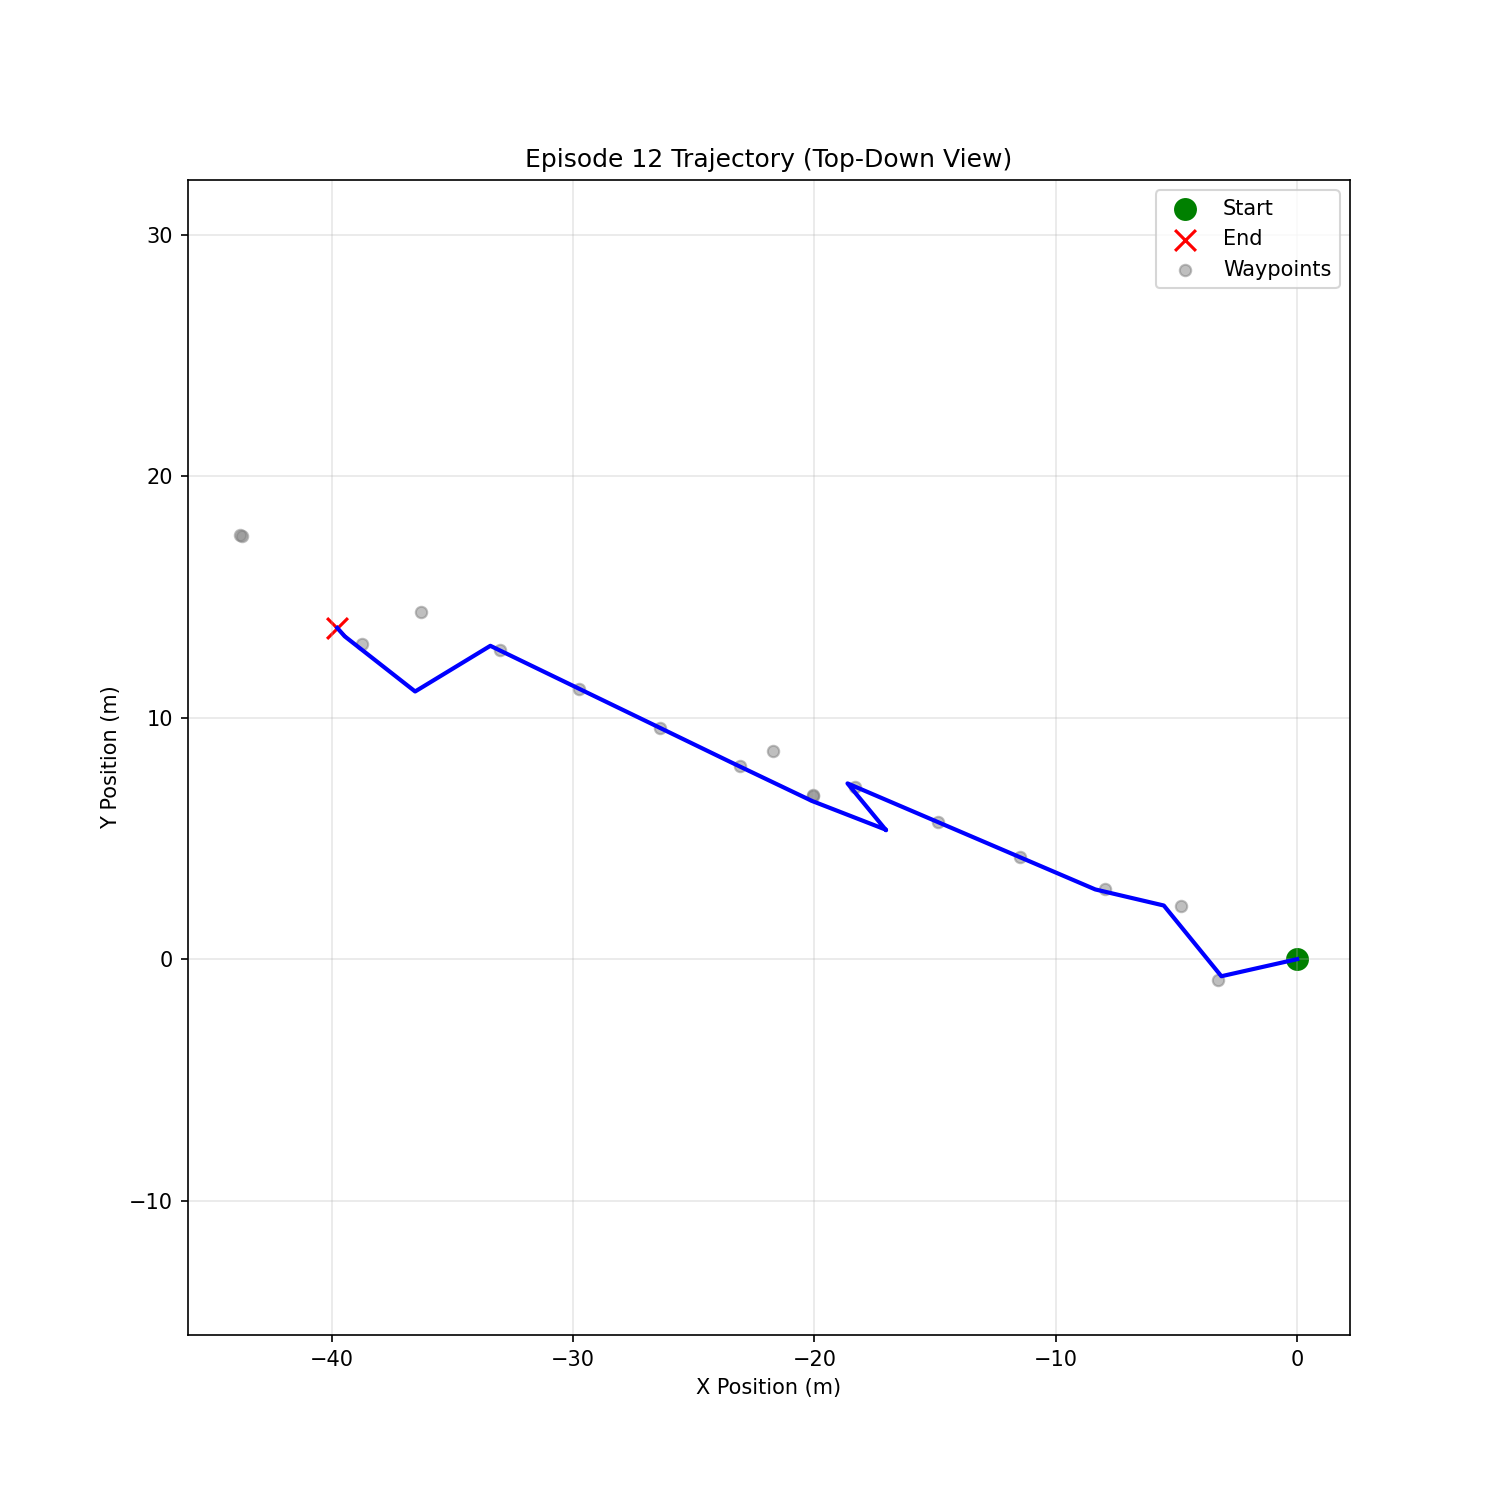 Episode 12 Trajectory (Top-Down View)
Start
End
Waypoints
30
20
10
0
−10
Y Position (m)
−40
−30
−20
−10
0
X Position (m)